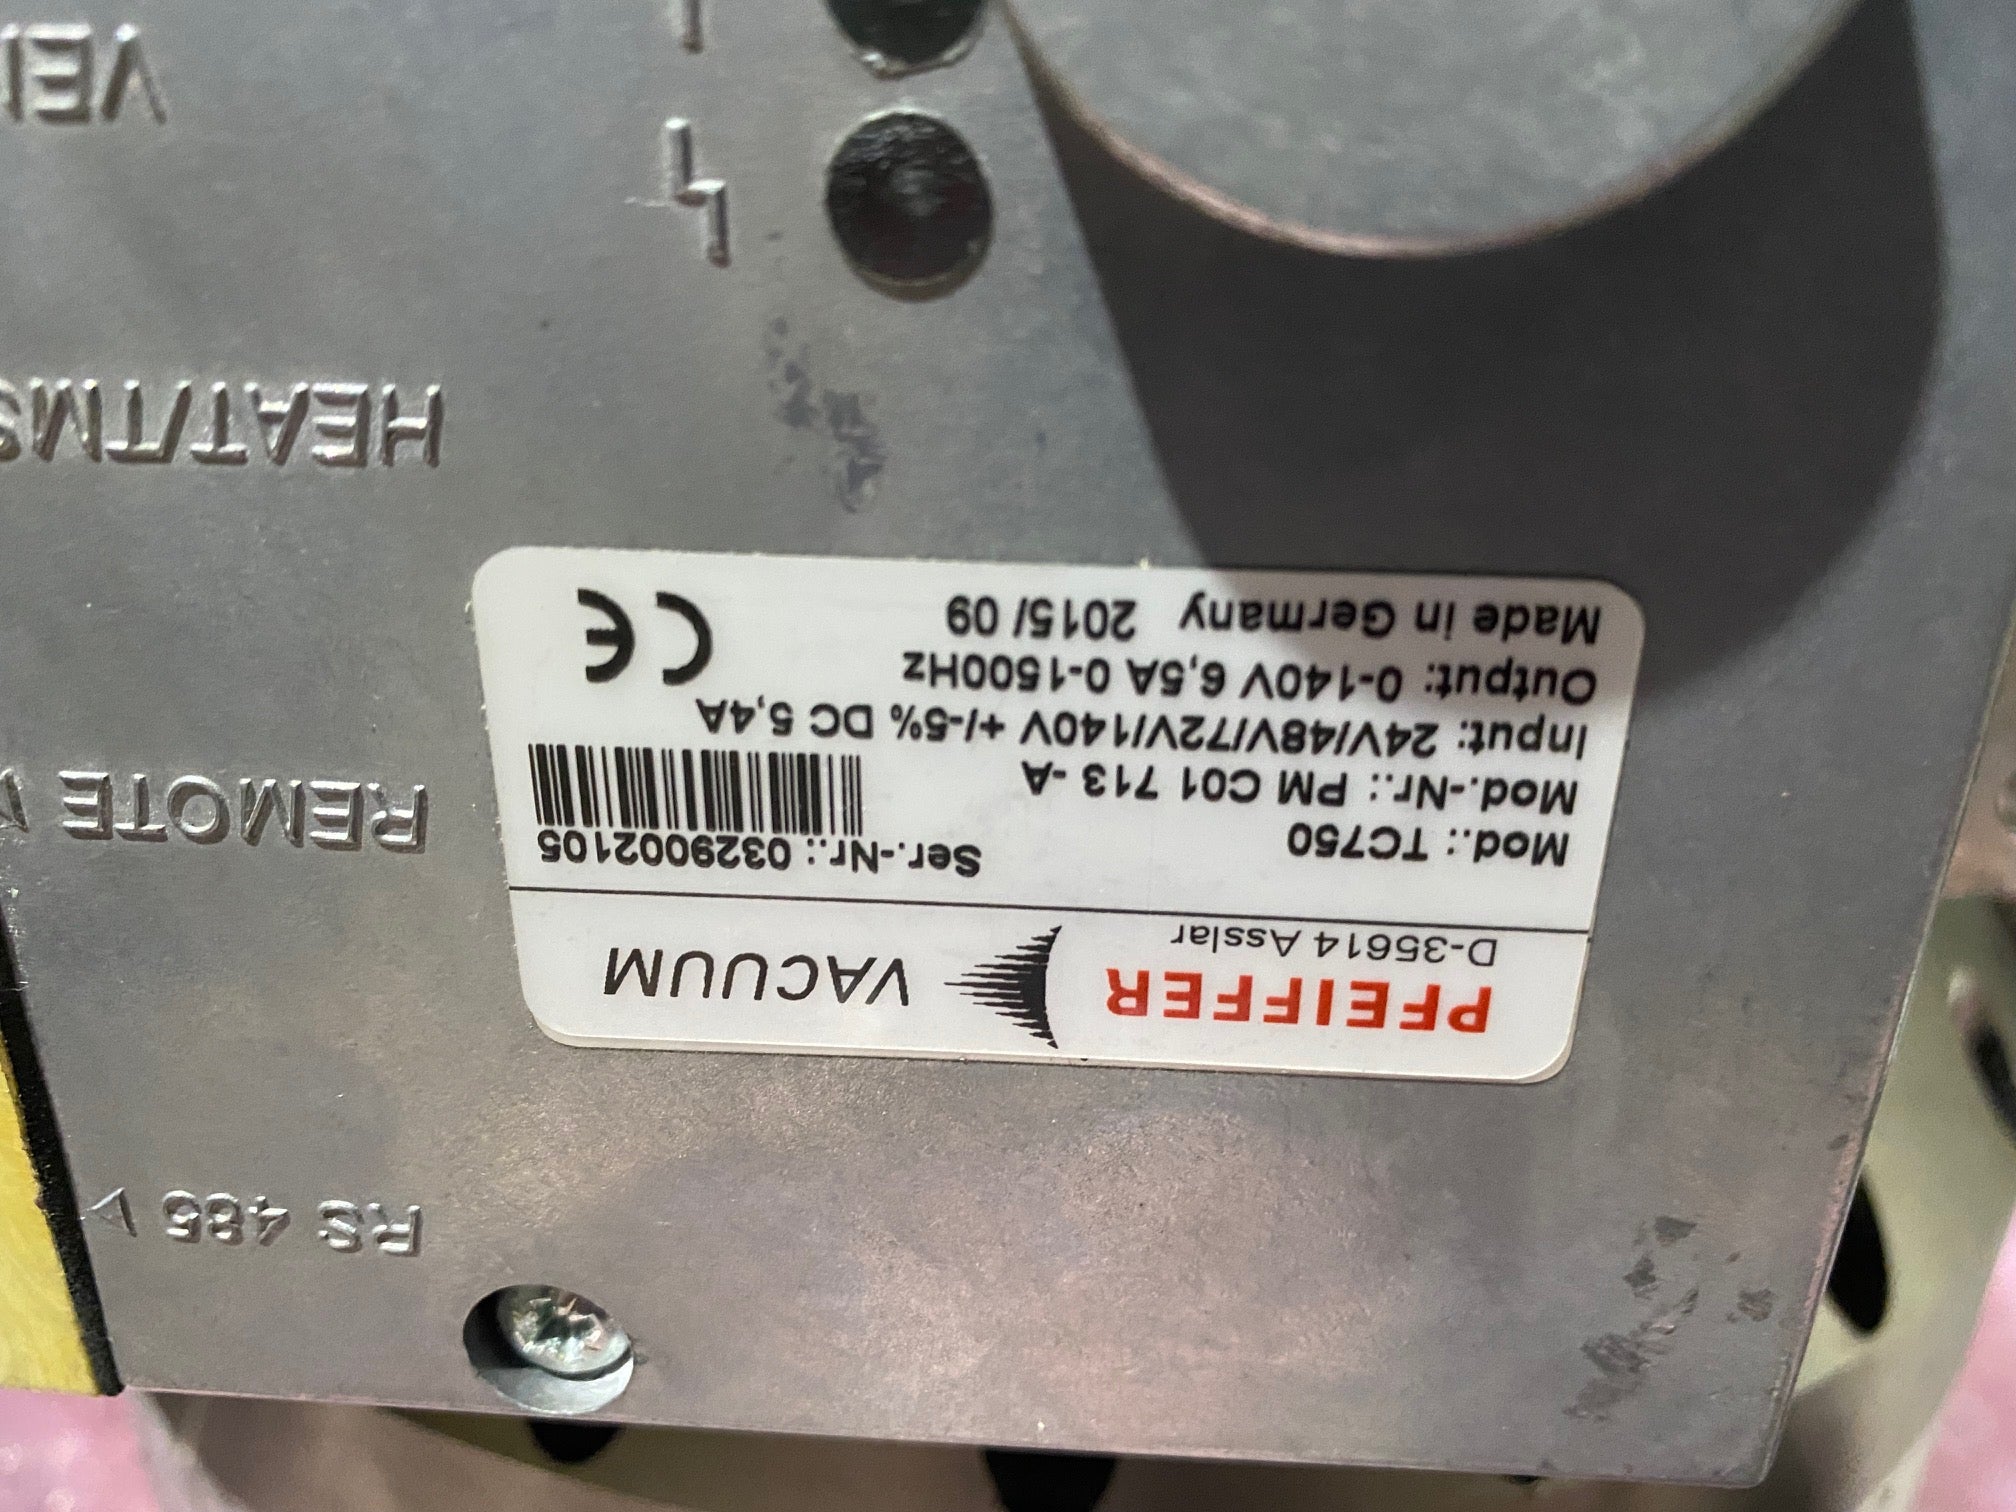 RS 485 ▷
REMOTE
HEAT/TMS
PFEIFFER VACUUM
D-35614 Asslar
Mod.: TC750
Ser.-Nr.: 0329002105
Mod.-Nr.: PM C01 713 -A
Input: 24V/48V/72V/140V +/-5% DC 5,4A
Output: 0-140V 6,5A 0-1500Hz
Made in Germany 2015/ 09
CE